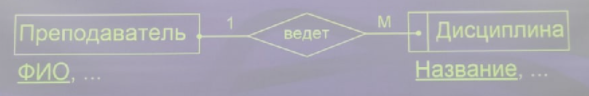 Преподаватель 1 ведет М Дисциплина
ФИО, ... Название, ...